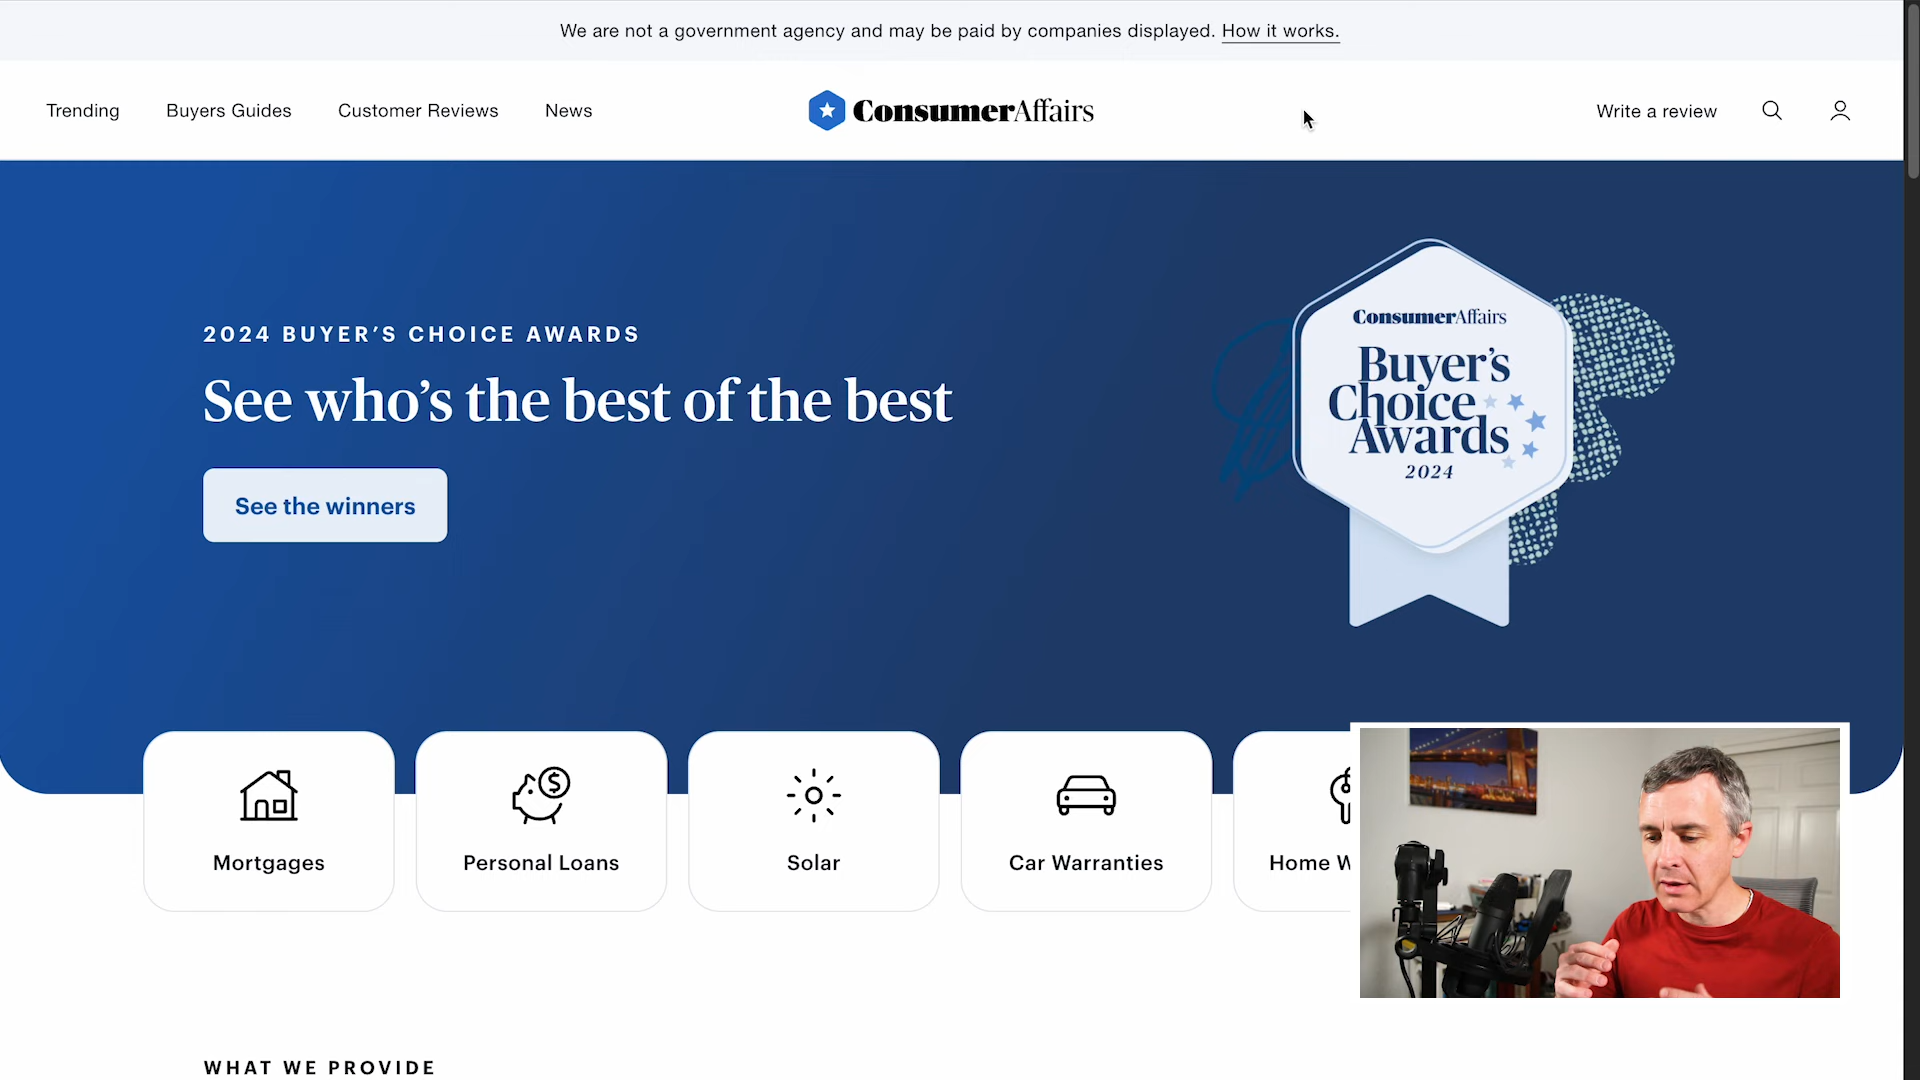 We are not a government agency and may be paid by companies displayed. How it works.
Trending
Buyers Guides
Customer Reviews
News
ConsumerAffairs
Write a review
2024 BUYER’S CHOICE AWARDS
See who’s the best of the best
See the winners
ConsumerAffairs
Buyer’s
Choice
Awards
2024
Mortgages
Personal Loans
Solar
Car Warranties
Home W
WHAT WE PROVIDE